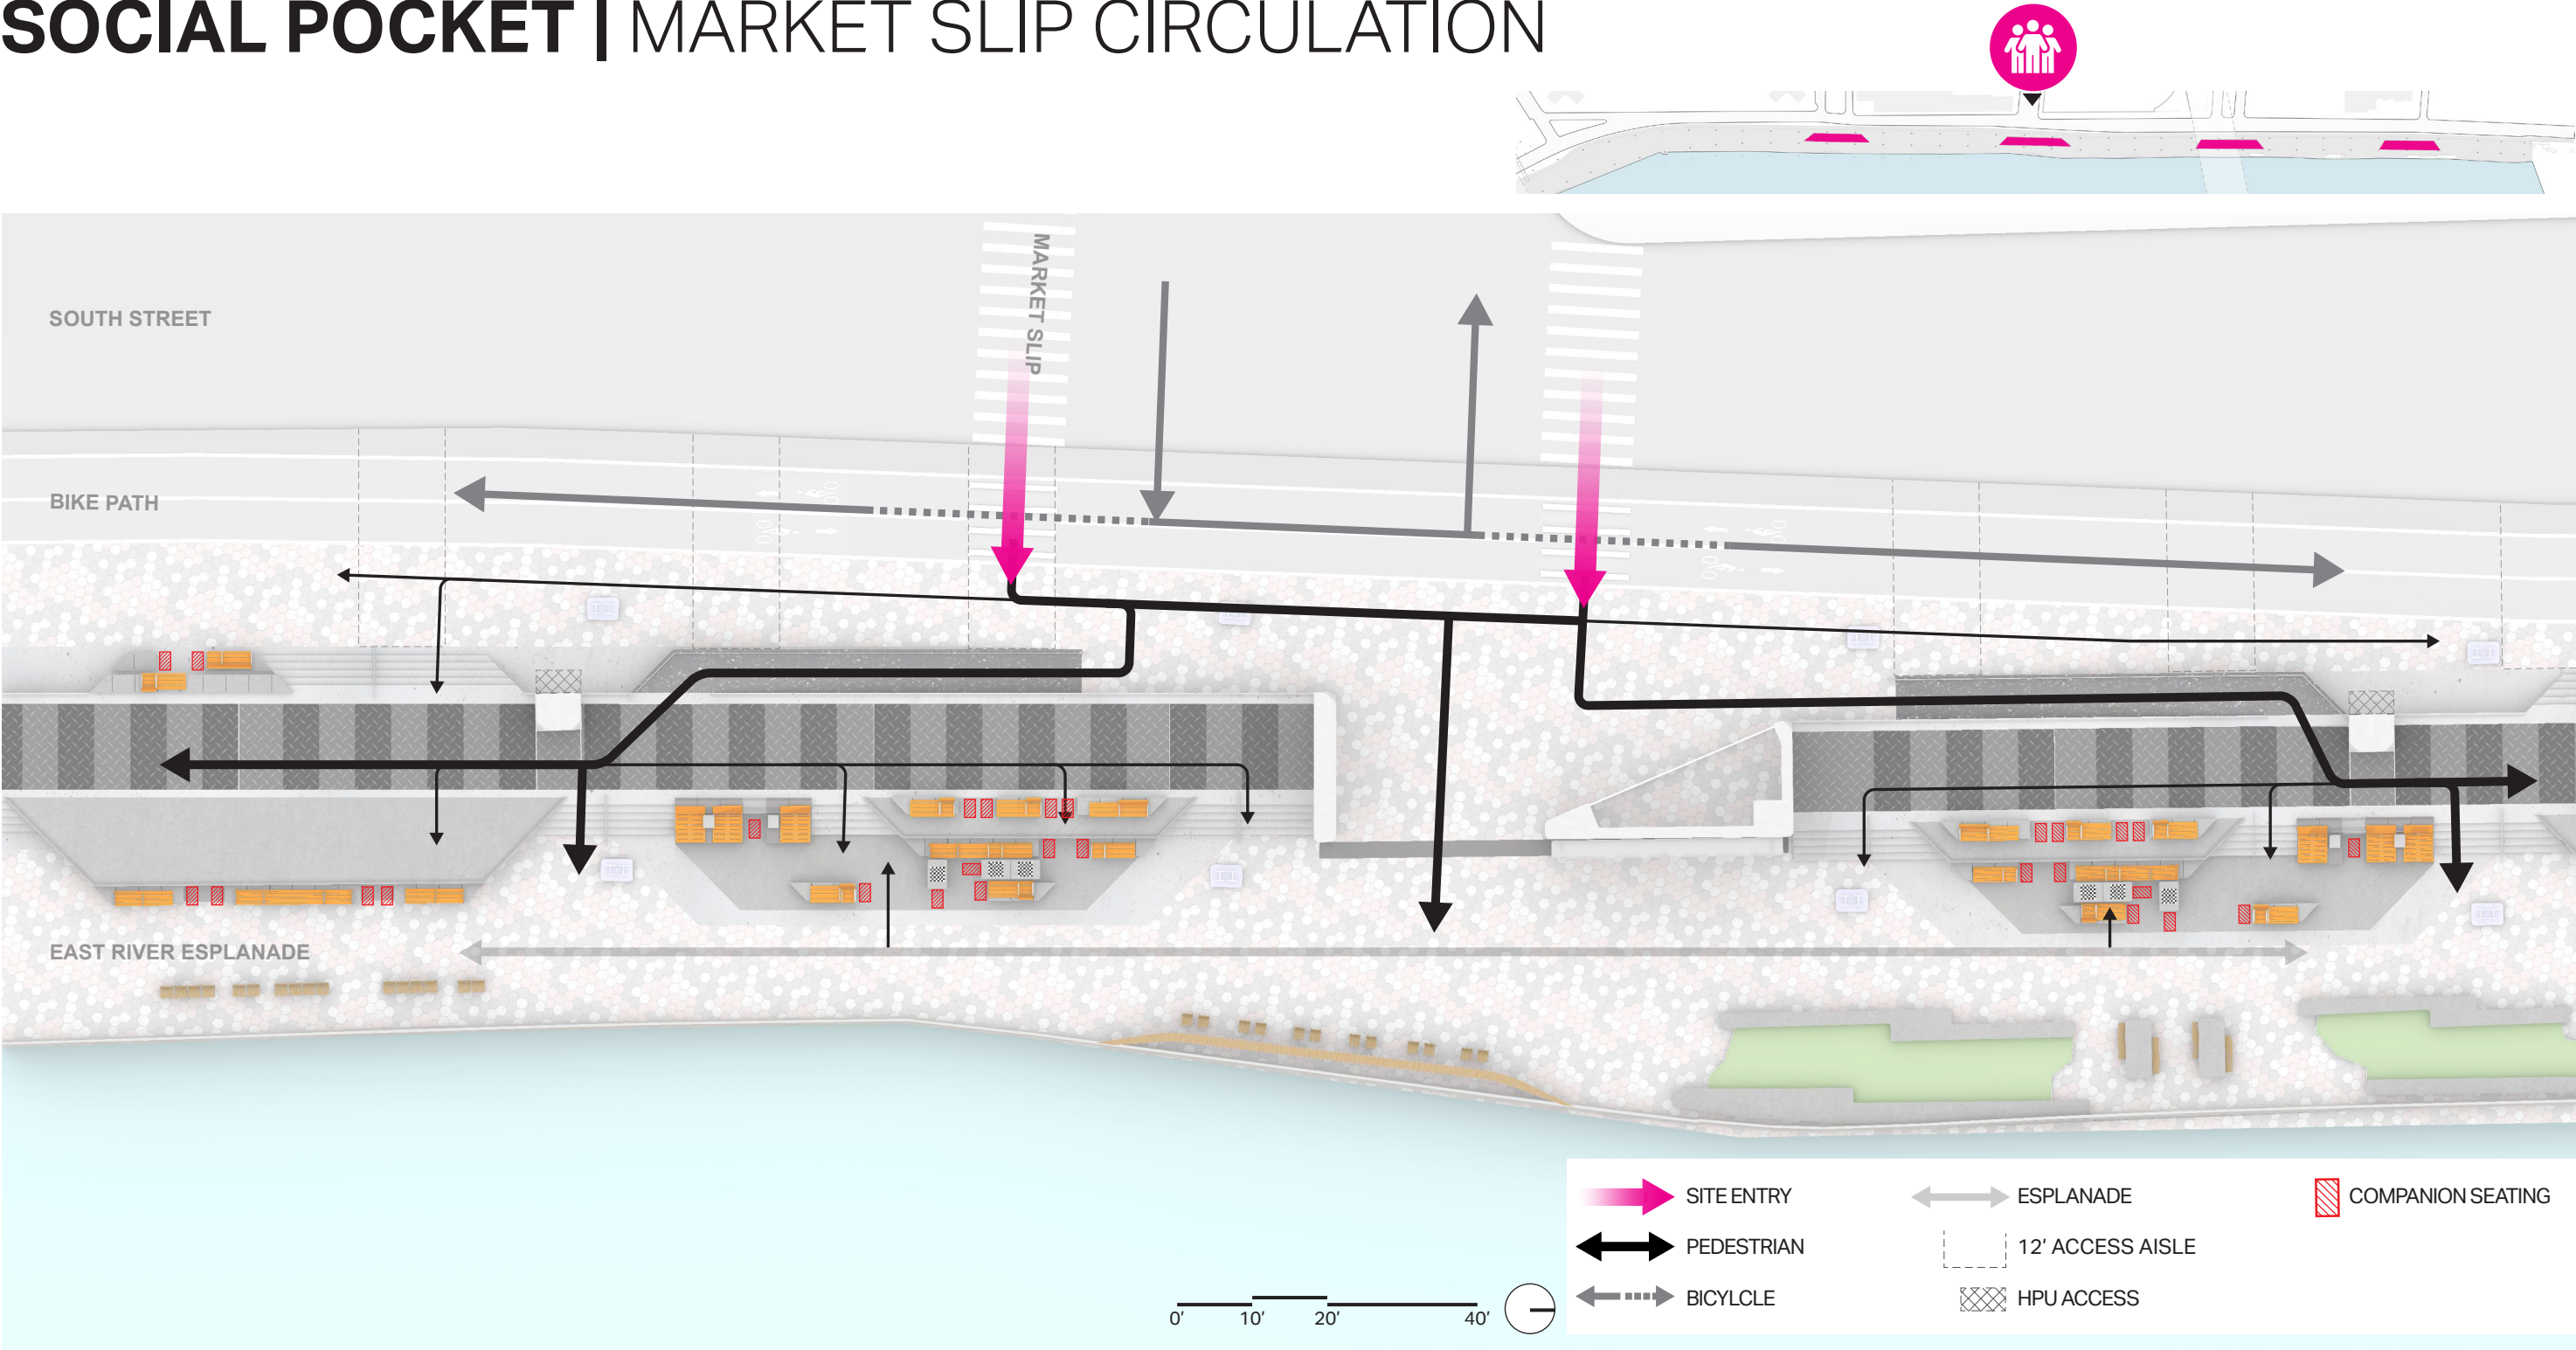 SOCIAL POCKET | MARKET SLIP CIRCULATION
MARKET SLIP
SOUTH STREET
BIKE PATH
EAST RIVER ESPLANADE
SITE ENTRY
ESPLANADE
COMPANION SEATING
PEDESTRIAN
12' ACCESS AISLE
BICYLCLE
HPU ACCESS
0' 10' 20' 40'